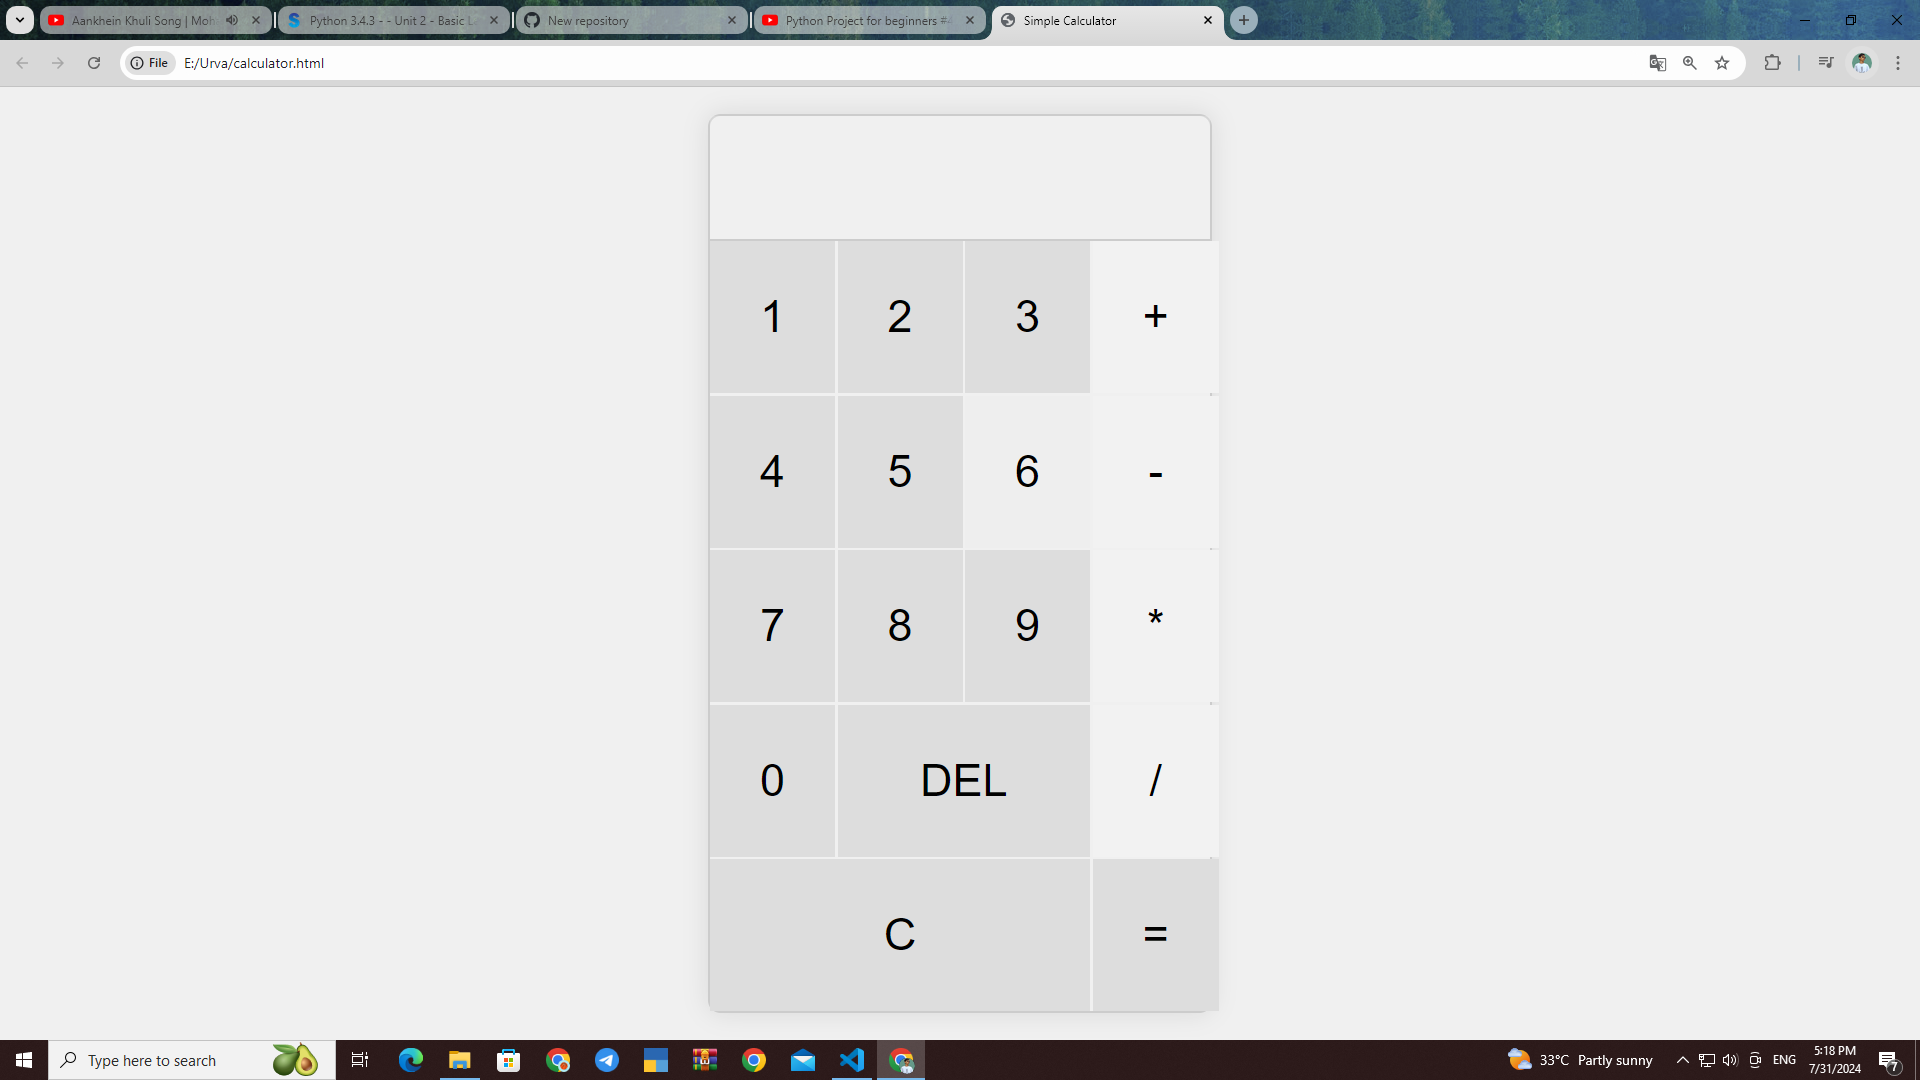 Aankhein Khuli Song | Moh
Python 3.4.3 - - Unit 2 - Basic L
New repository
Python Project for beginners #
Simple Calculator
File E:/Urva/calculator.html
1 2 3 +
4 5 6 -
7 8 9 *
0 DEL /
C =
Type here to search
33°C Partly sunny
ENG
5:18 PM
7/31/2024
7